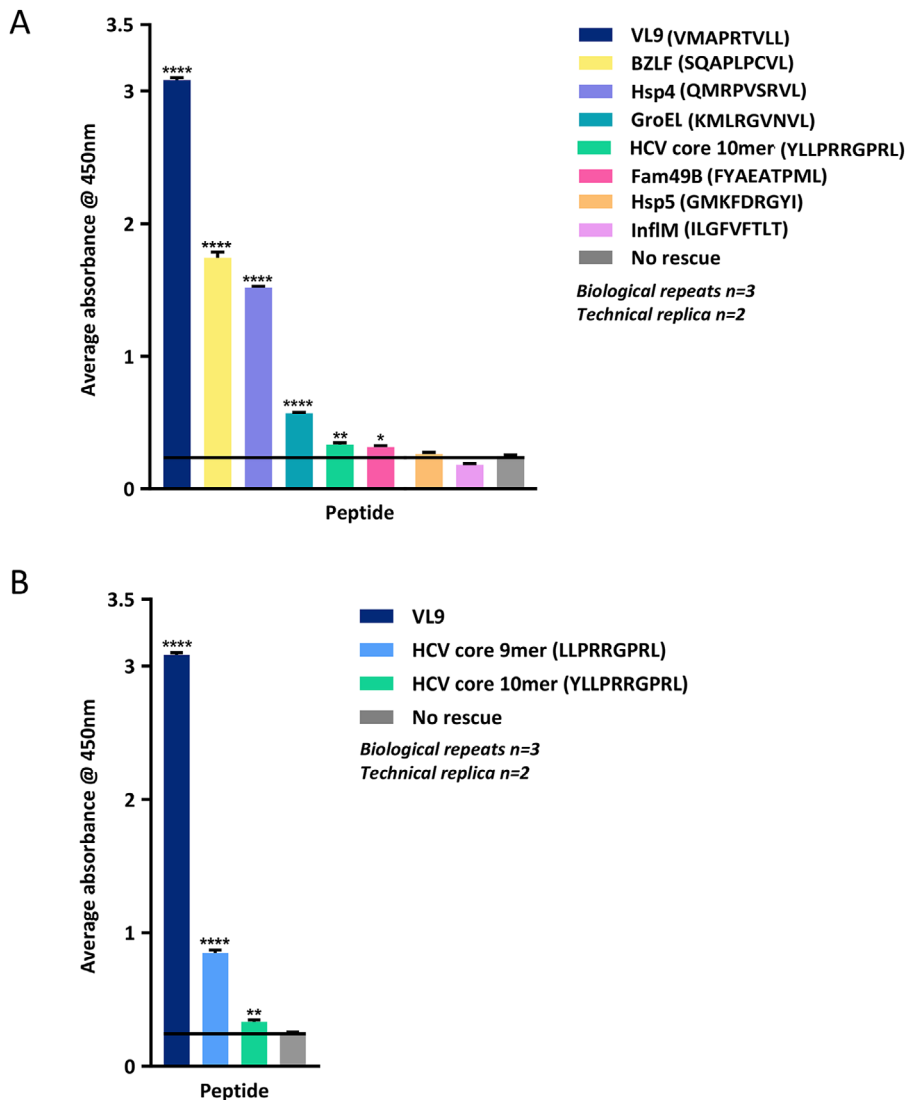 A
3.5
3
2
1
0
Average absorbance @ 450nm
****
****
****
****
**
*
Peptide
VL9 (VMAPRTVLL)
BZLF (SQAPLPCVL)
Hsp4 (QMRPVSRVL)
GroEL (KMLRGVNVL)
HCV core 10mer (YLLPRRGPRL)
Fam49B (FYAEATPML)
Hsp5 (GMKFDRGYI)
InflM (ILGFVFTLT)
No rescue
Biological repeats n=3
Technical replica n=2
B
3.5
3
2
1
0
Average absorbance @ 450nm
****
****
**
Peptide
VL9
HCV core 9mer (LLPRRGPRL)
HCV core 10mer (YLLPRRGPRL)
No rescue
Biological repeats n=3
Technical replica n=2